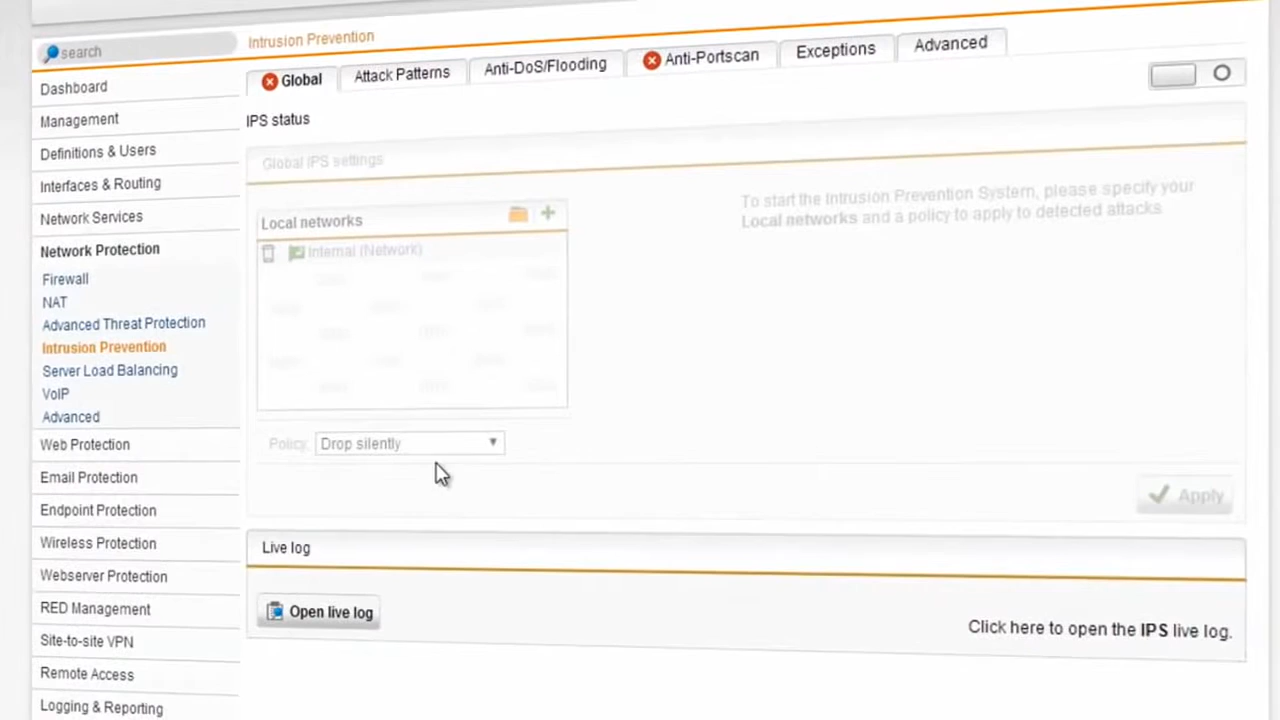 search
Intrusion Prevention
Dashboard
Management
Definitions & Users
Interfaces & Routing
Network Services
Network Protection
Firewall
NAT
Advanced Threat Protection
Intrusion Prevention
Server Load Balancing
VoIP
Advanced
Web Protection
Email Protection
Endpoint Protection
Wireless Protection
Webserver Protection
RED Management
Site-to-site VPN
Remote Access
Logging & Reporting
Global
Attack Patterns
Anti-DoS/Flooding
Anti-Portscan
Exceptions
Advanced
IPS status
Global IPS settings
Local networks
Internal (Network)
To start the Intrusion Prevention System, please specify your
Local networks and a policy to apply to detected attacks
Policy:
Drop silently
Apply
Live log
Open live log
Click here to open the IPS live log.